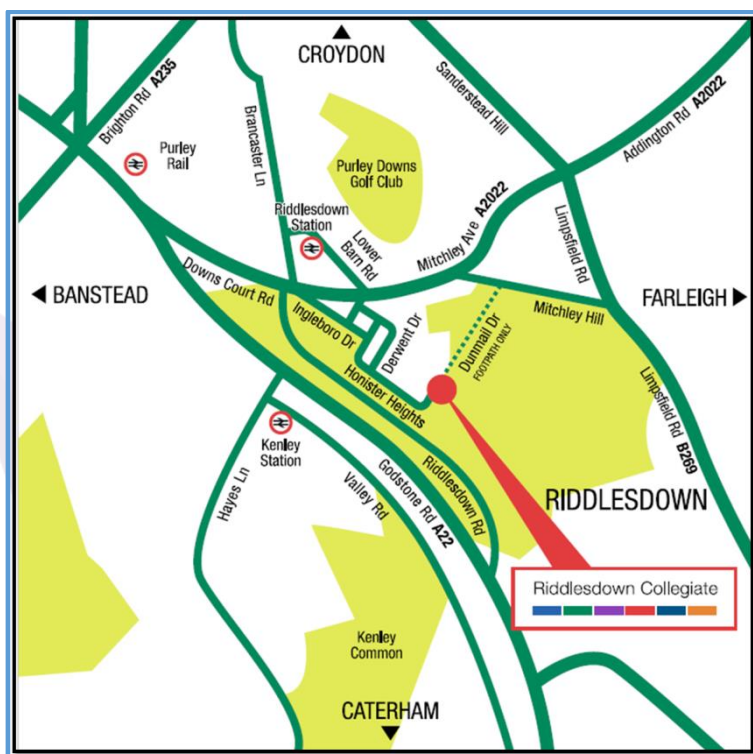 CROYDON
Brighton Rd A235
Sanderstead Hill
Addington Rd A2022
Purley
Rail
Brancaster Ln
Purley Downs
Golf Club
Riddlesdown
Station
Lower
Barn Rd
Mitchley Ave A2022
Limpsfield Rd
BANSTEAD
Downs Court Rd
Ingleboro Dr
Derwent Dr
Dunmail Dr
FOOTPATH ONLY
Mitchley Hill
FARLEIGH
Honister Heights
Limpsfield Rd
B269
Kenley
Station
Hayes Ln
Valley Rd
Godstone Rd A22
Riddlesdown Rd
RIDDLESDOWN
Riddlesdown Collegiate
Kenley
Common
CATERHAM